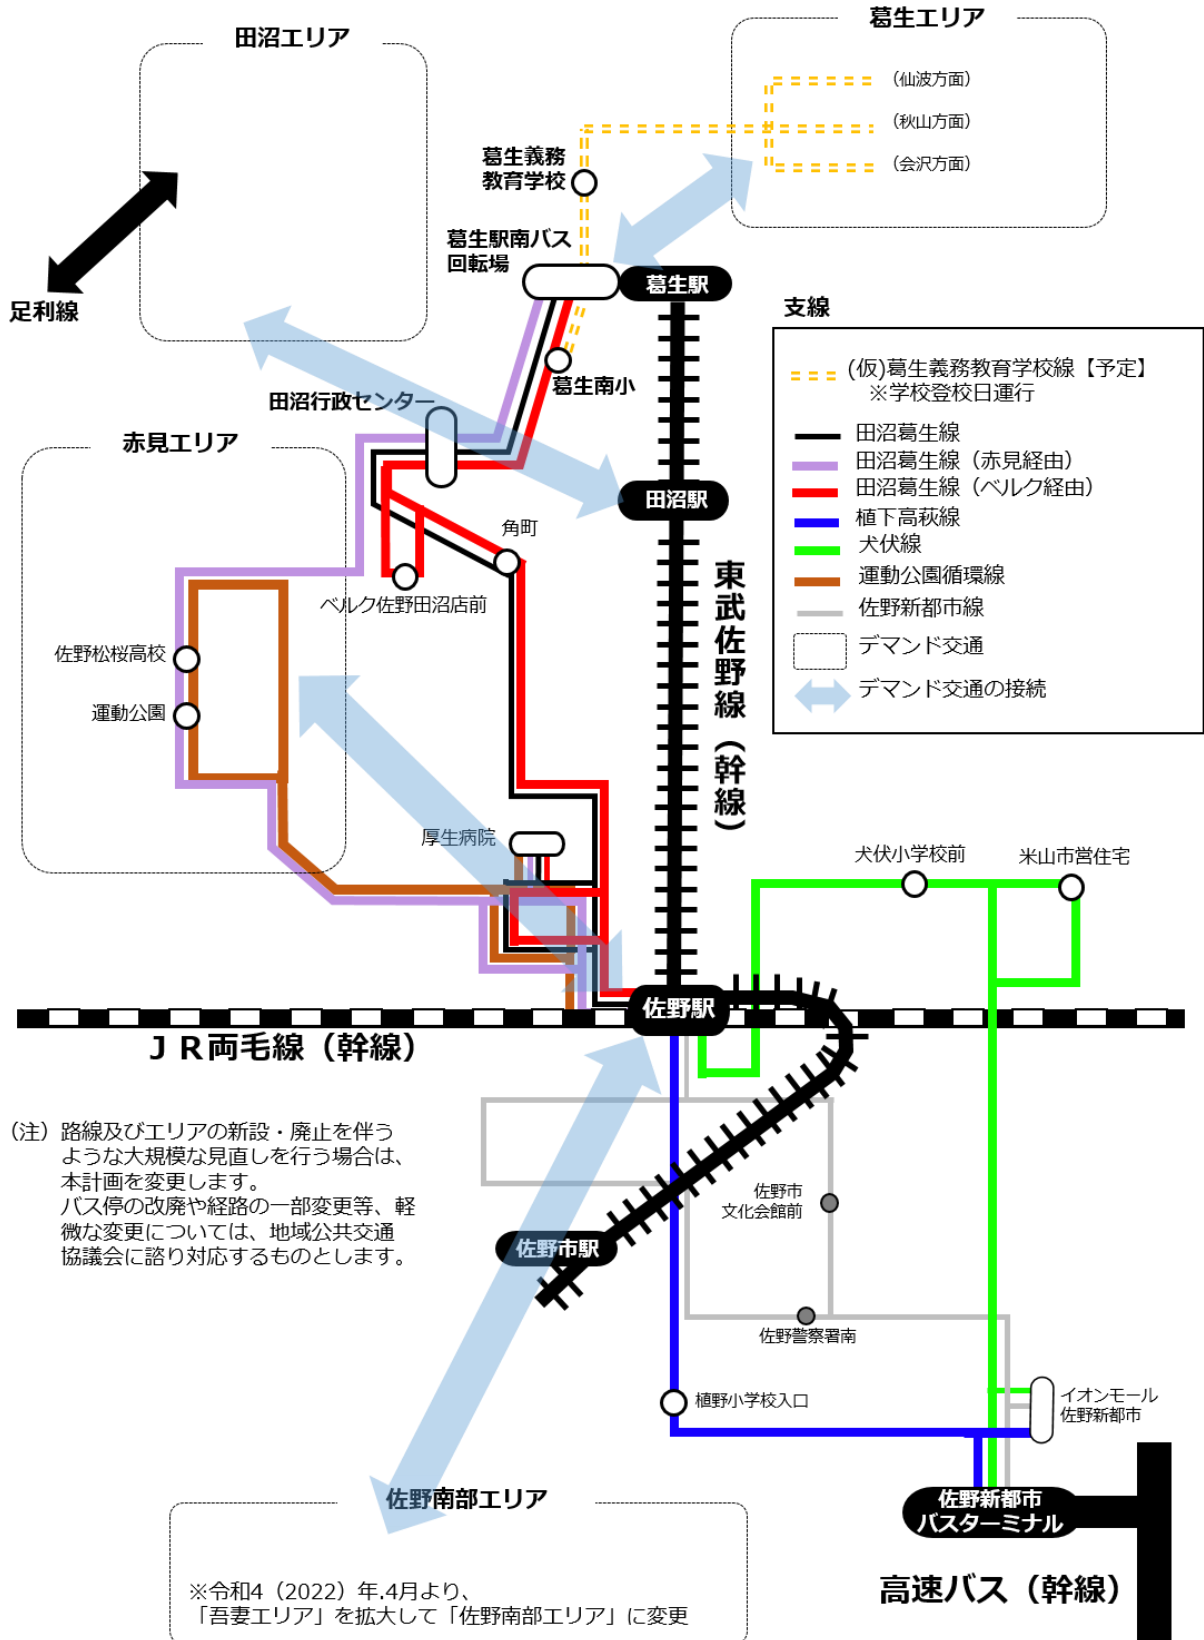 葛生エリア
田沼エリア
(仙波方面)
(秋山方面)
(会沢方面)
葛生義務
教育学校
葛生駅南バス
回転場
葛生駅
足利線
支線
(仮)葛生義務教育学校線【予定】
※学校登校日運行
田沼葛生線
田沼葛生線（赤見経由）
田沼葛生線（ベルク経由）
植下高萩線
犬伏線
運動公園循環線
佐野新都市線
デマンド交通
デマンド交通の接続
葛生南小
田沼行政センター
赤見エリア
田沼駅
角町
ベルク佐野田沼店前
東武佐野線（幹線）
佐野松桜高校
運動公園
厚生病院
犬伏小学校前
米山市営住宅
佐野駅
ＪＲ両毛線（幹線）
（注）路線及びエリアの新設・廃止を伴う
ような大規模な見直しを行う場合は、
本計画を変更します。
バス停の改廃や経路の一部変更等、軽
微な変更については、地域公共交通
協議会に諮り対応するものとします。
佐野市
文化会館前
佐野市駅
佐野警察署南
植野小学校入口
イオンモール
佐野新都市
佐野南部エリア
佐野新都市
バスターミナル
高速バス（幹線）
※令和4（2022）年.4月より、
「吾妻エリア」を拡大して「佐野南部エリア」に変更